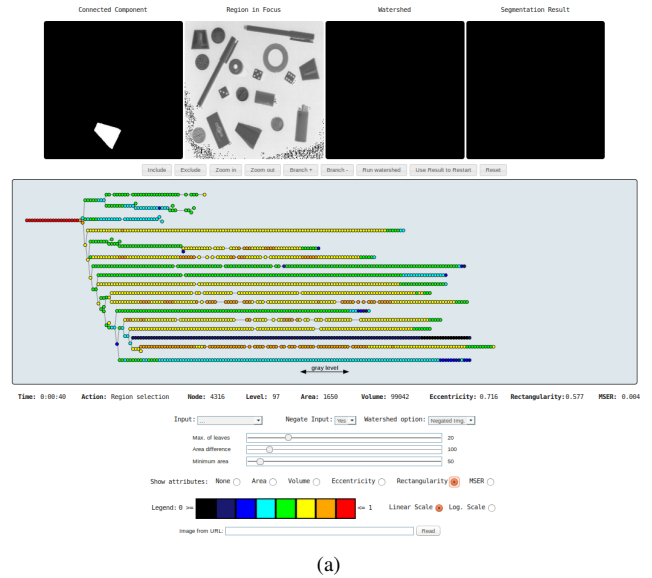 Connected Component Region in Focus Watershed Segmentation Result
Include Exclude Zoom in Zoom out Branch + Branch - Run watershed Use Result to Restart Reset
gray level
Time: 0:00:40 Action: Region selection Node: 4316 Level: 97 Area: 1650 Volume: 99042 Eccentricity: 0.716 Rectangularity:0.577 MSER: 0.004
Input: ... Negate Input: Yes Watershed option: Negated Img.
Max. of leaves 20
Area difference 100
Minimum area 50
Show attributes: None Area Volume Eccentricity Rectangularity MSER
Legend: 0 >= <= 1 Linear Scale Log. Scale
Image from URL: Read
(a)